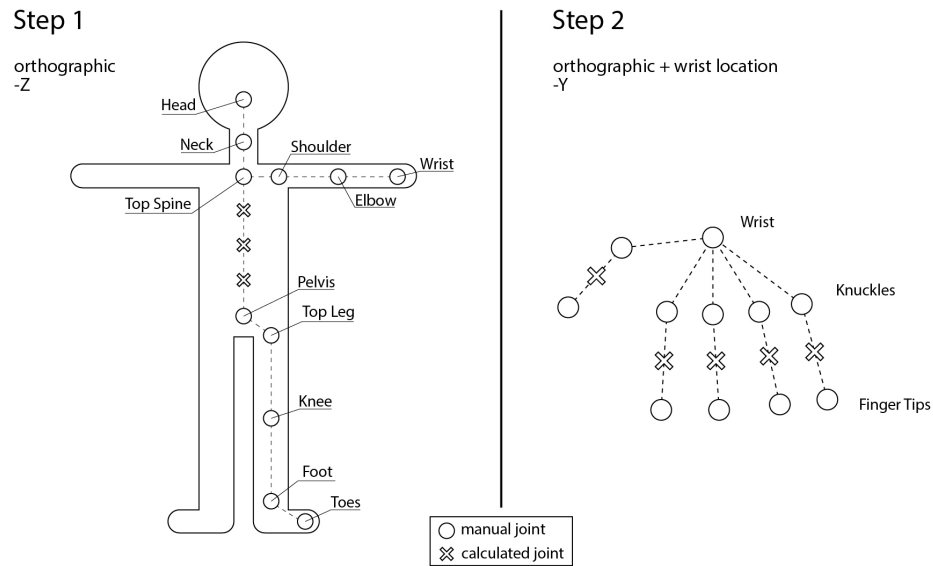 Step 1
orthographic
-Z
Head
Neck
Shoulder
Wrist
Top Spine
Elbow
Pelvis
Top Leg
Knee
Foot
Toes
Step 2
orthographic + wrist location
-Y
Wrist
Knuckles
Finger Tips
manual joint
calculated joint